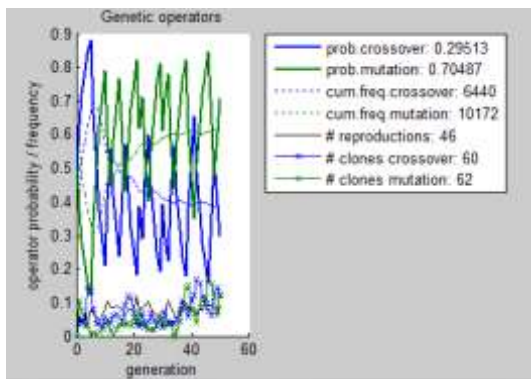 Genetic operators
operator probability / frequency
0.9
0.8
0.7
0.6
0.5
0.4
0.3
0.2
0.1
0
0
20
40
60
generation
prob.crossover: 0.29513
prob.mutation: 0.70487
cum.freq.crossover: 6440
cum.freq.mutation: 10172
# reproductions: 46
# clones crossover: 60
# clones mutation: 62